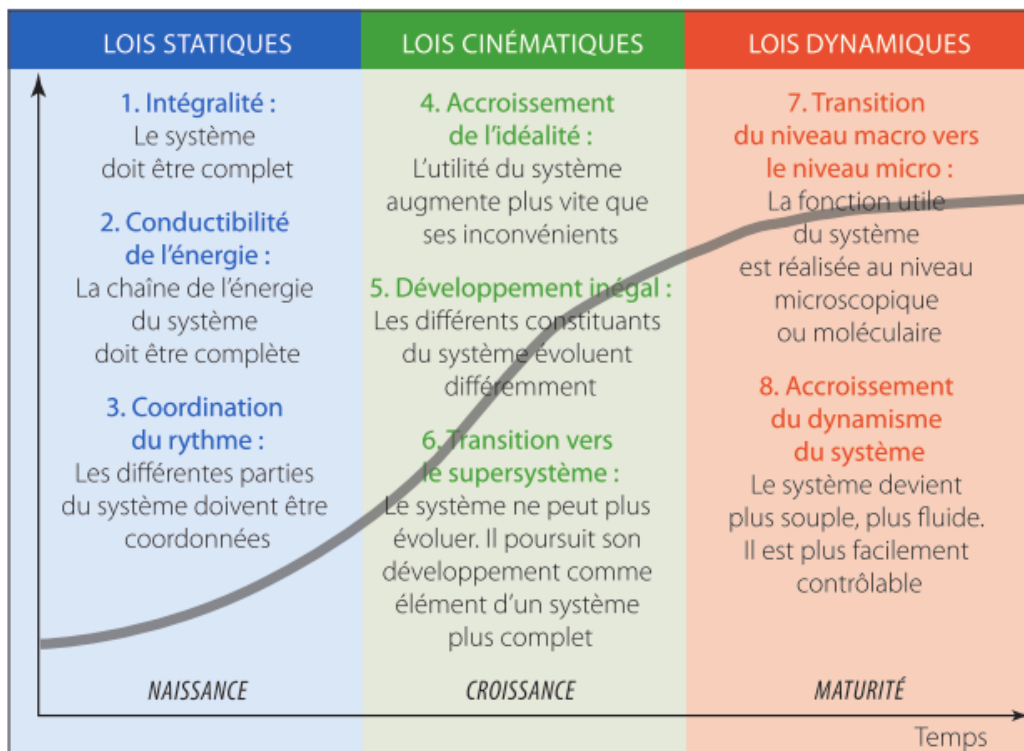 LOIS STATIQUES
LOIS CINÉMATIQUES
LOIS DYNAMIQUES
1. Intégralité :
Le système
doit être complet
2. Conductibilité
de l'énergie :
La chaîne de l'énergie
du système
doit être complète
3. Coordination
du rythme :
Les différentes parties
du système doivent être
coordonnées
NAISSANCE
4. Accroissement
de l'idéalité :
L'utilité du système
augmente plus vite que
ses inconvénients
5. Développement inégal :
Les différents constituants
du système évoluent
différemment
6. Transition vers
le supersystème :
Le système ne peut plus
évoluer. Il poursuit son
développement comme
élément d'un système
plus complet
CROISSANCE
7. Transition
du niveau macro vers
le niveau micro :
La fonction utile
du système
est réalisée au niveau
microscopique
ou moléculaire
8. Accroissement
du dynamisme
du système
Le système devient
plus souple, plus fluide.
Il est plus facilement
contrôlable
MATURITÉ
Temps